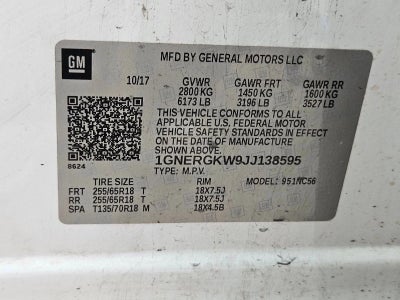 GM
MFD BY GENERAL MOTORS LLC
10/17 GVWR GAWR FRT GAWR RR
2800 KG 1450 KG 1600 KG
6173 LB 3196 LB 3527 LB
THIS VEHICLE CONFORMS TO ALL
APPLICABLE U.S. FEDERAL MOTOR
VEHICLE SAFETY STANDARDS IN EFFECT
ON THE DATE OF MANUFACTURE
SHOWN ABOVE.
8624 1GNERGKW9JJ138595
TYPE: M.P.V. MODEL: 951NC56
TIRE SIZE RIM
FRT 255/65R18 T 18X7.5J
RR 255/65R18 T 18X7.5J
SPA T135/70R18 M 18X4.5B